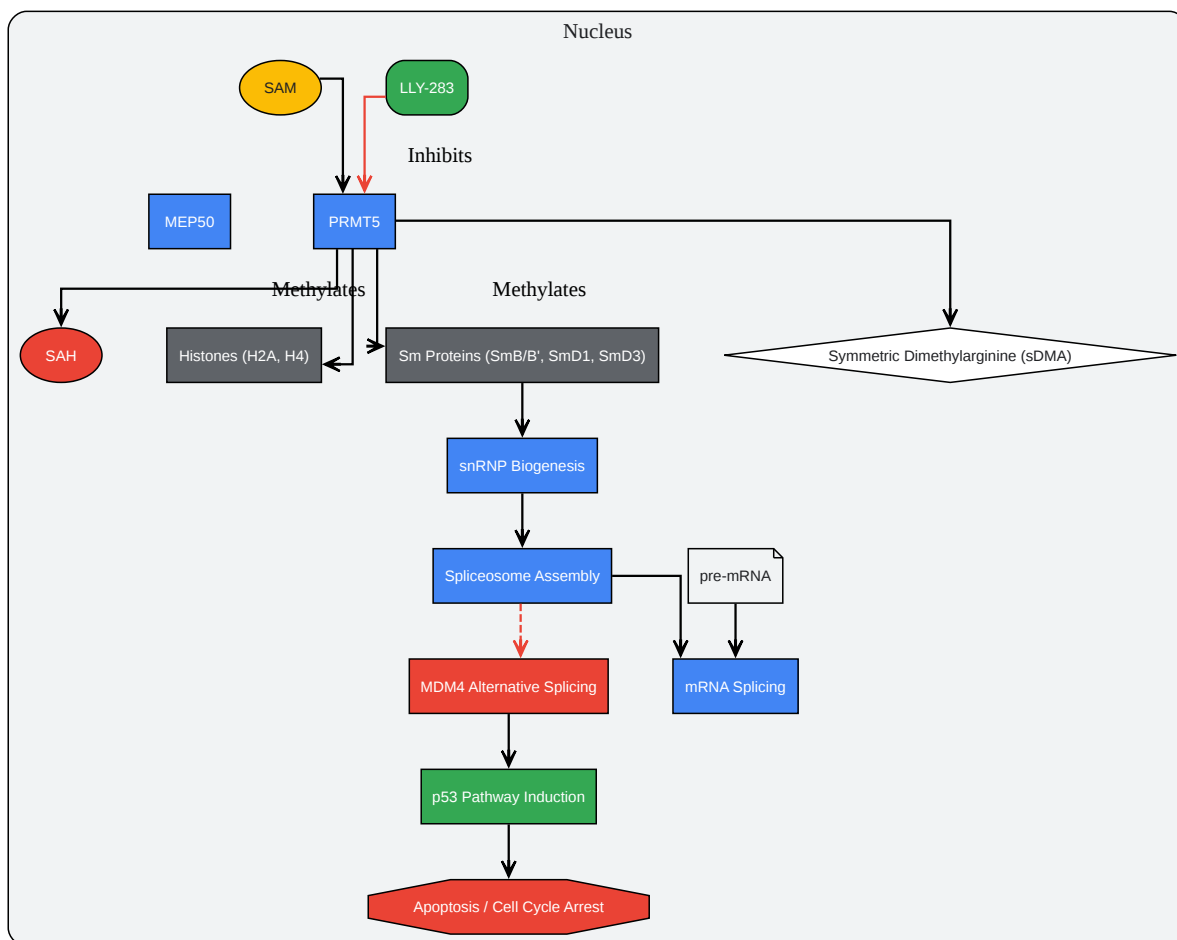 Nucleus
SAM
LLY-283
Inhibits
MEP50
PRMT5
Methylates
Methylates
SAH
Histones (H2A, H4)
Sm Proteins (SmB/B', SmD1, SmD3)
Symmetric Dimethylarginine (sDMA)
snRNP Biogenesis
Spliceosome Assembly
pre-mRNA
MDM4 Alternative Splicing
mRNA Splicing
p53 Pathway Induction
Apoptosis / Cell Cycle Arrest